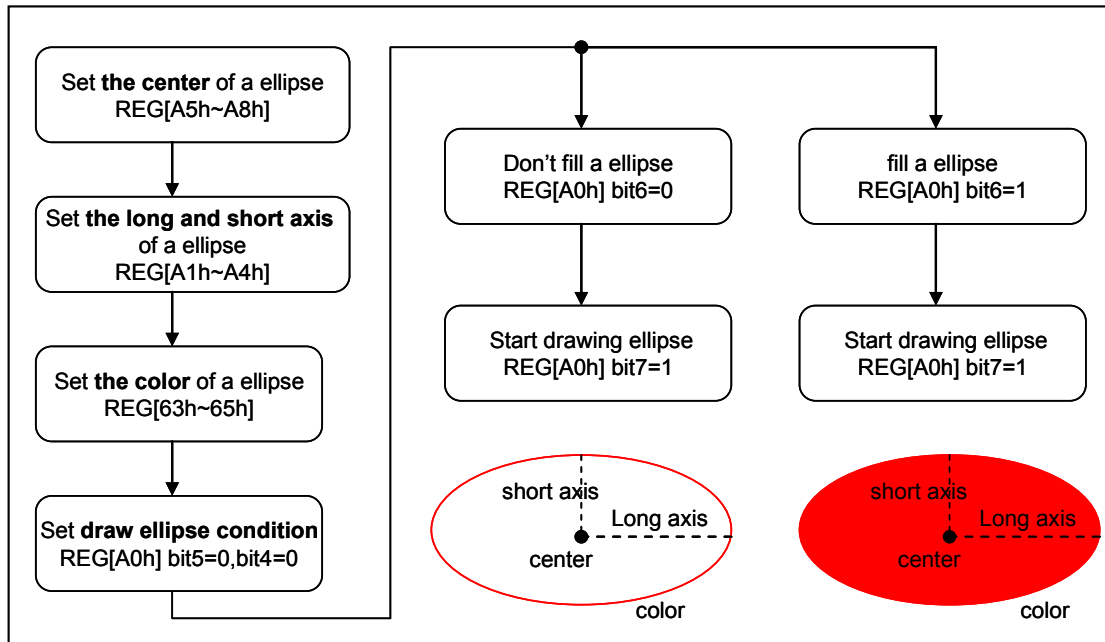 Set the center of a ellipse
REG[A5h~A8h]
Set the long and short axis
of a ellipse
REG[A1h~A4h]
Set the color of a ellipse
REG[63h~65h]
Set draw ellipse condition
REG[A0h] bit5=0,bit4=0
Don’t fill a ellipse
REG[A0h] bit6=0
Start drawing ellipse
REG[A0h] bit7=1
short axis
Long axis
center
color
fill a ellipse
REG[A0h] bit6=1
Start drawing ellipse
REG[A0h] bit7=1
short axis
Long axis
center
color